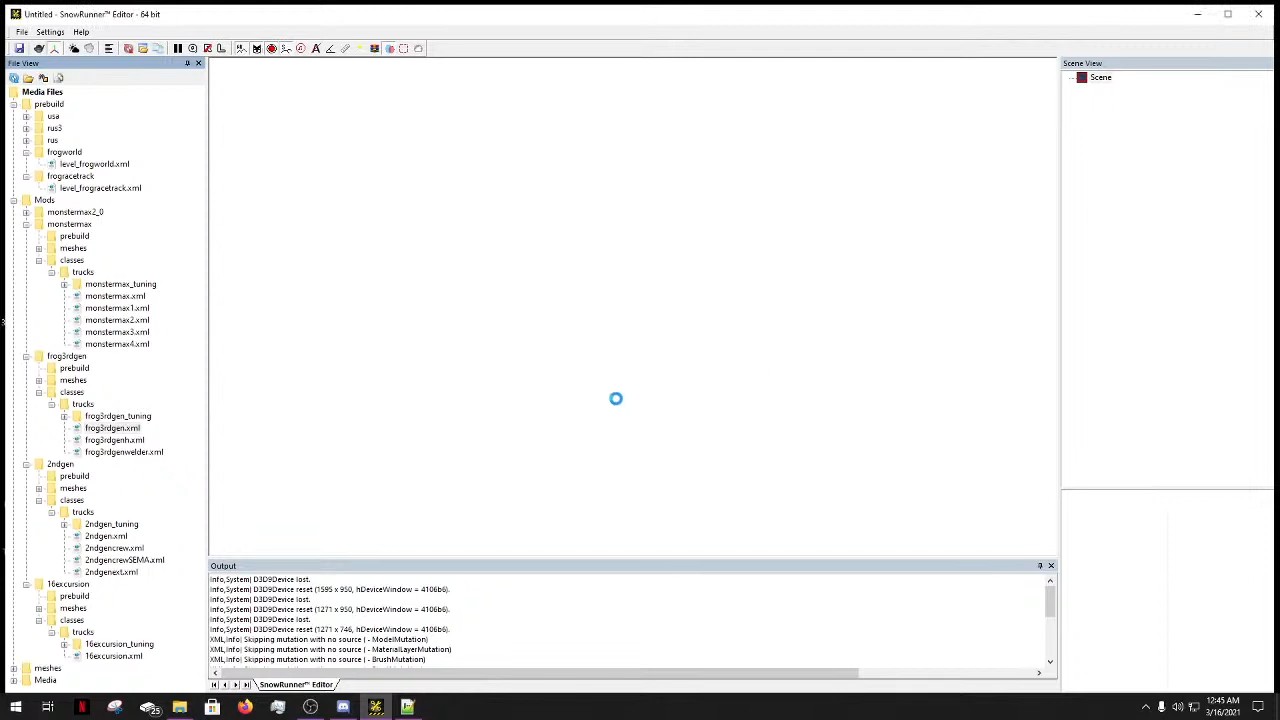 Untitled - SnowRunner™ Editor - 64 bit
File Settings Help
File View
Media Files
prebuild
usa
rus3
rus
frogworld
level_frogworld.xml
frogracetrack
level_frogracetrack.xml
Mods
monstermax2_0
monstermax
prebuild
meshes
classes
trucks
monstermax_tuning
monstermax.xml
monstermax1.xml
monstermax2.xml
monstermax3.xml
monstermax4.xml
frog3rdgen
prebuild
meshes
classes
trucks
frog3rdgen_tuning
frog3rdgen.xml
frog3rdgenh.xml
frog3rdgenwelder.xml
2ndgen
prebuild
meshes
classes
trucks
2ndgen_tuning
2ndgen.xml
2ndgencrew.xml
2ndgencrewSEMA.xml
2ndgenext.xml
16excursion
prebuild
meshes
classes
trucks
16excursion_tuning
16excursion.xml
meshes
Media
Scene View
Scene
Output
Info,System| D3D9Device lost.
Info,System| D3D9Device reset (1595 x 950, hDeviceWindow = 4106b6).
Info,System| D3D9Device lost.
Info,System| D3D9Device reset (1271 x 950, hDeviceWindow = 4106b6).
Info,System| D3D9Device lost.
Info,System| D3D9Device reset (1271 x 746, hDeviceWindow = 4106b6).
XML,Info| Skipping mutation with no source ( - ModelMutation)
XML,Info| Skipping mutation with no source ( - MaterialLayerMutation)
XML,Info| Skipping mutation with no source ( - BrushMutation)
SnowRunner™ Editor
25
12:45 AM
3/16/2021